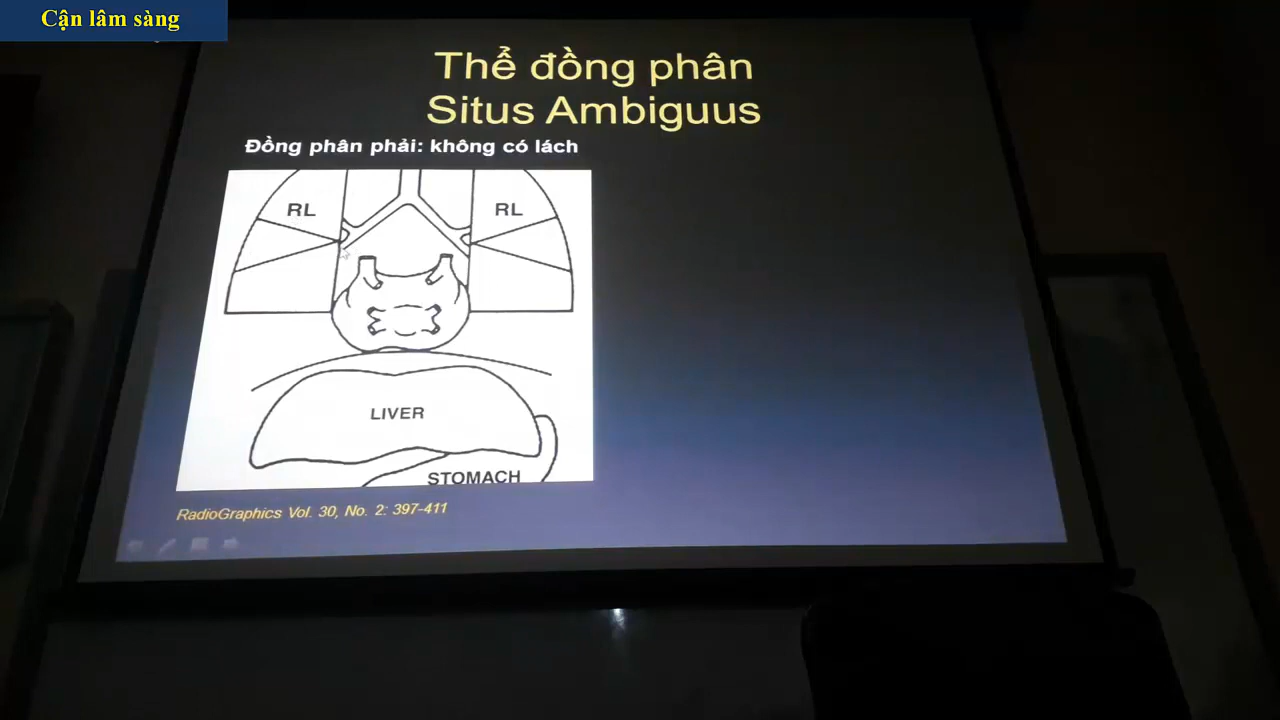 Cận lâm sàng
Thể đồng phân
Situs Ambiguus
Đồng phân phải: không có lách
RL
RL
LIVER
STOMACH
RadioGraphics Vol. 30, No. 2: 397-411